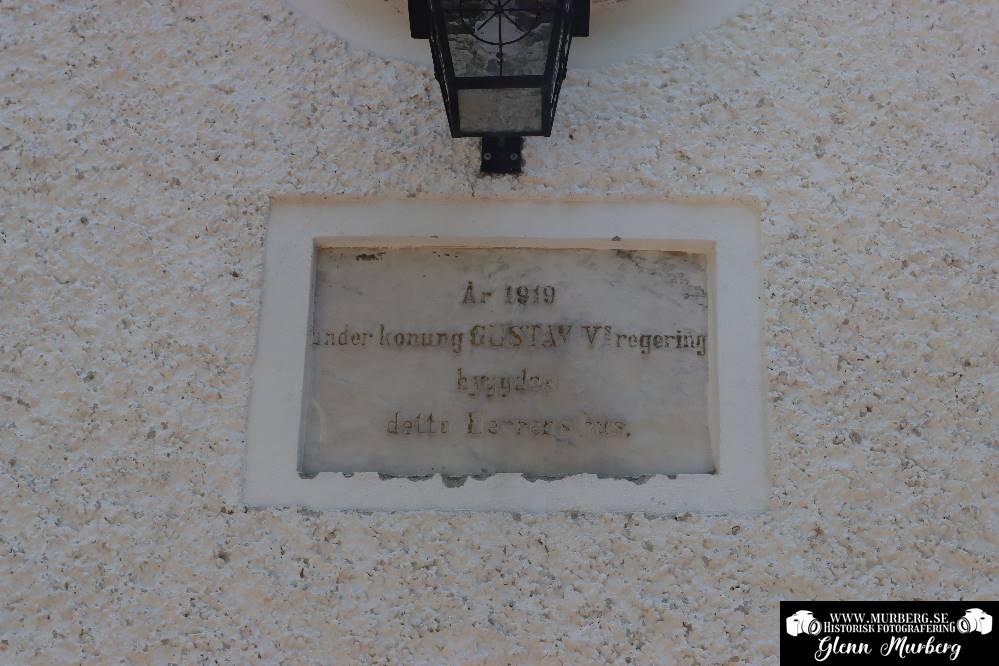 År 1919
under konung GUSTAV V:s regering
byggdes
detta Herrens hus.
WWW.MURBERG.SE
HISTORISK FOTOGRAFERING
Glenn Murberg